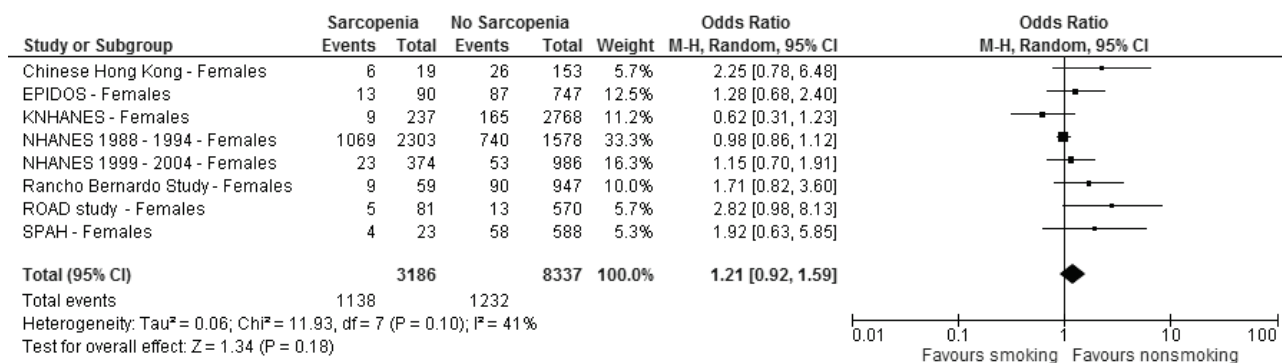 Sarcopenia No Sarcopenia Odds Ratio Odds Ratio
Study or Subgroup Events Total Events Total Weight M-H, Random, 95% CI M-H, Random, 95% CI
Chinese Hong Kong - Females 6 19 26 153 5.7% 2.25 [0.78, 6.48]
EPIDOS - Females 13 90 87 747 12.5% 1.28 [0.68, 2.40]
KNHANES - Females 9 237 165 2768 11.2% 0.62 [0.31, 1.23]
NHANES 1988 - 1994 - Females 1069 2303 740 1578 33.3% 0.98 [0.86, 1.12]
NHANES 1999 - 2004 - Females 23 374 53 986 16.3% 1.15 [0.70, 1.91]
Rancho Bernardo Study - Females 9 59 90 947 10.0% 1.71 [0.82, 3.60]
ROAD study - Females 5 81 13 570 5.7% 2.82 [0.98, 8.13]
SPAH - Females 4 23 58 588 5.3% 1.92 [0.63, 5.85]
Total (95% CI) 3186 8337 100.0% 1.21 [0.92, 1.59]
Total events 1138 1232
Heterogeneity: Tau² = 0.06; Chi² = 11.93, df = 7 (P = 0.10); I² = 41%
Test for overall effect: Z = 1.34 (P = 0.18)
0.01 0.1 1 10 100
Favours smoking Favours nonsmoking